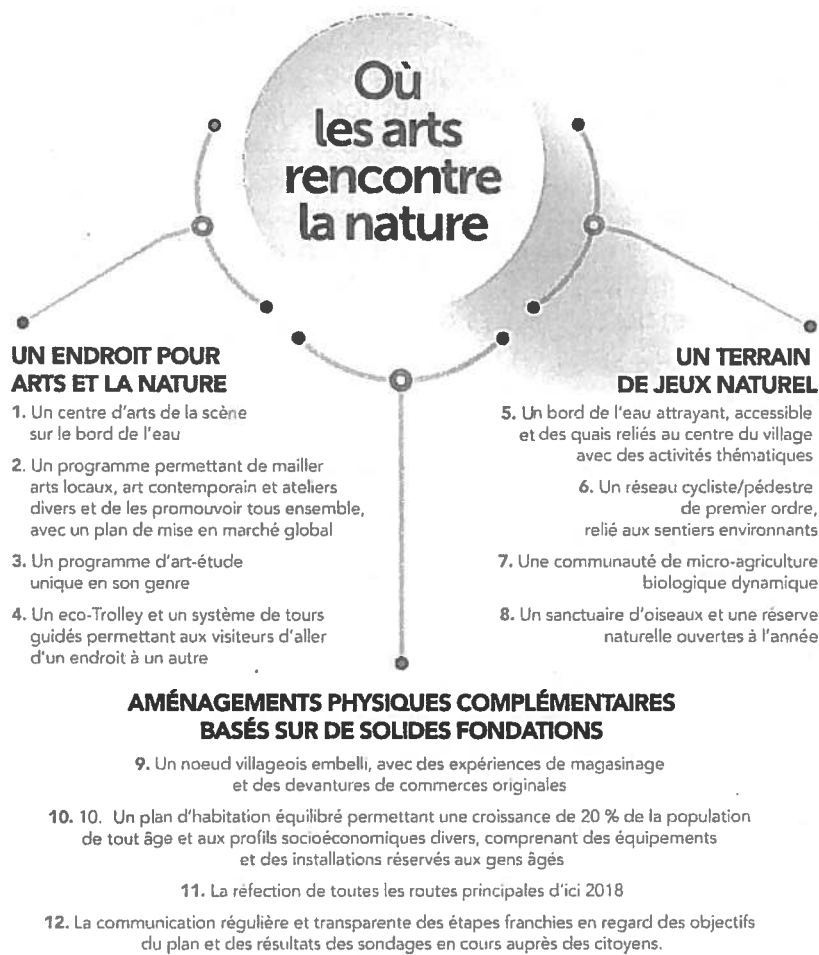 Où
les arts
rencontre
la nature
UN ENDROIT POUR
ARTS ET LA NATURE
1. Un centre d'arts de la scène
sur le bord de l'eau
2. Un programme permettant de mailler
arts locaux, art contemporain et ateliers
divers et de les promouvoir tous ensemble,
avec un plan de mise en marché global
3. Un programme d'art-étude
unique en son genre
4. Un eco-Trolley et un système de tours
guidés permettant aux visiteurs d'aller
d'un endroit à un autre
UN TERRAIN
DE JEUX NATUREL
5. Un bord de l'eau attrayant, accessible
et des quais reliés au centre du village
avec des activités thématiques
6. Un réseau cycliste/pédestre
de premier ordre,
relié aux sentiers environnants
7. Une communauté de micro-agriculture
biologique dynamique
8. Un sanctuaire d'oiseaux et une réserve
naturelle ouvertes à l'année
AMÉNAGEMENTS PHYSIQUES COMPLÉMENTAIRES
BASÉS SUR DE SOLIDES FONDATIONS
9. Un noeud villageois embelli, avec des expériences de magasinage
et des devantures de commerces originales
10. 10. Un plan d'habitation équilibré permettant une croissance de 20 % de la population
de tout âge et aux profils socioéconomiques divers, comprenant des équipements
et des installations réservés aux gens âgés
11. La réfection de toutes les routes principales d'ici 2018
12. La communication régulière et transparente des étapes franchies en regard des objectifs
du plan et des résultats des sondages en cours auprès des citoyens.